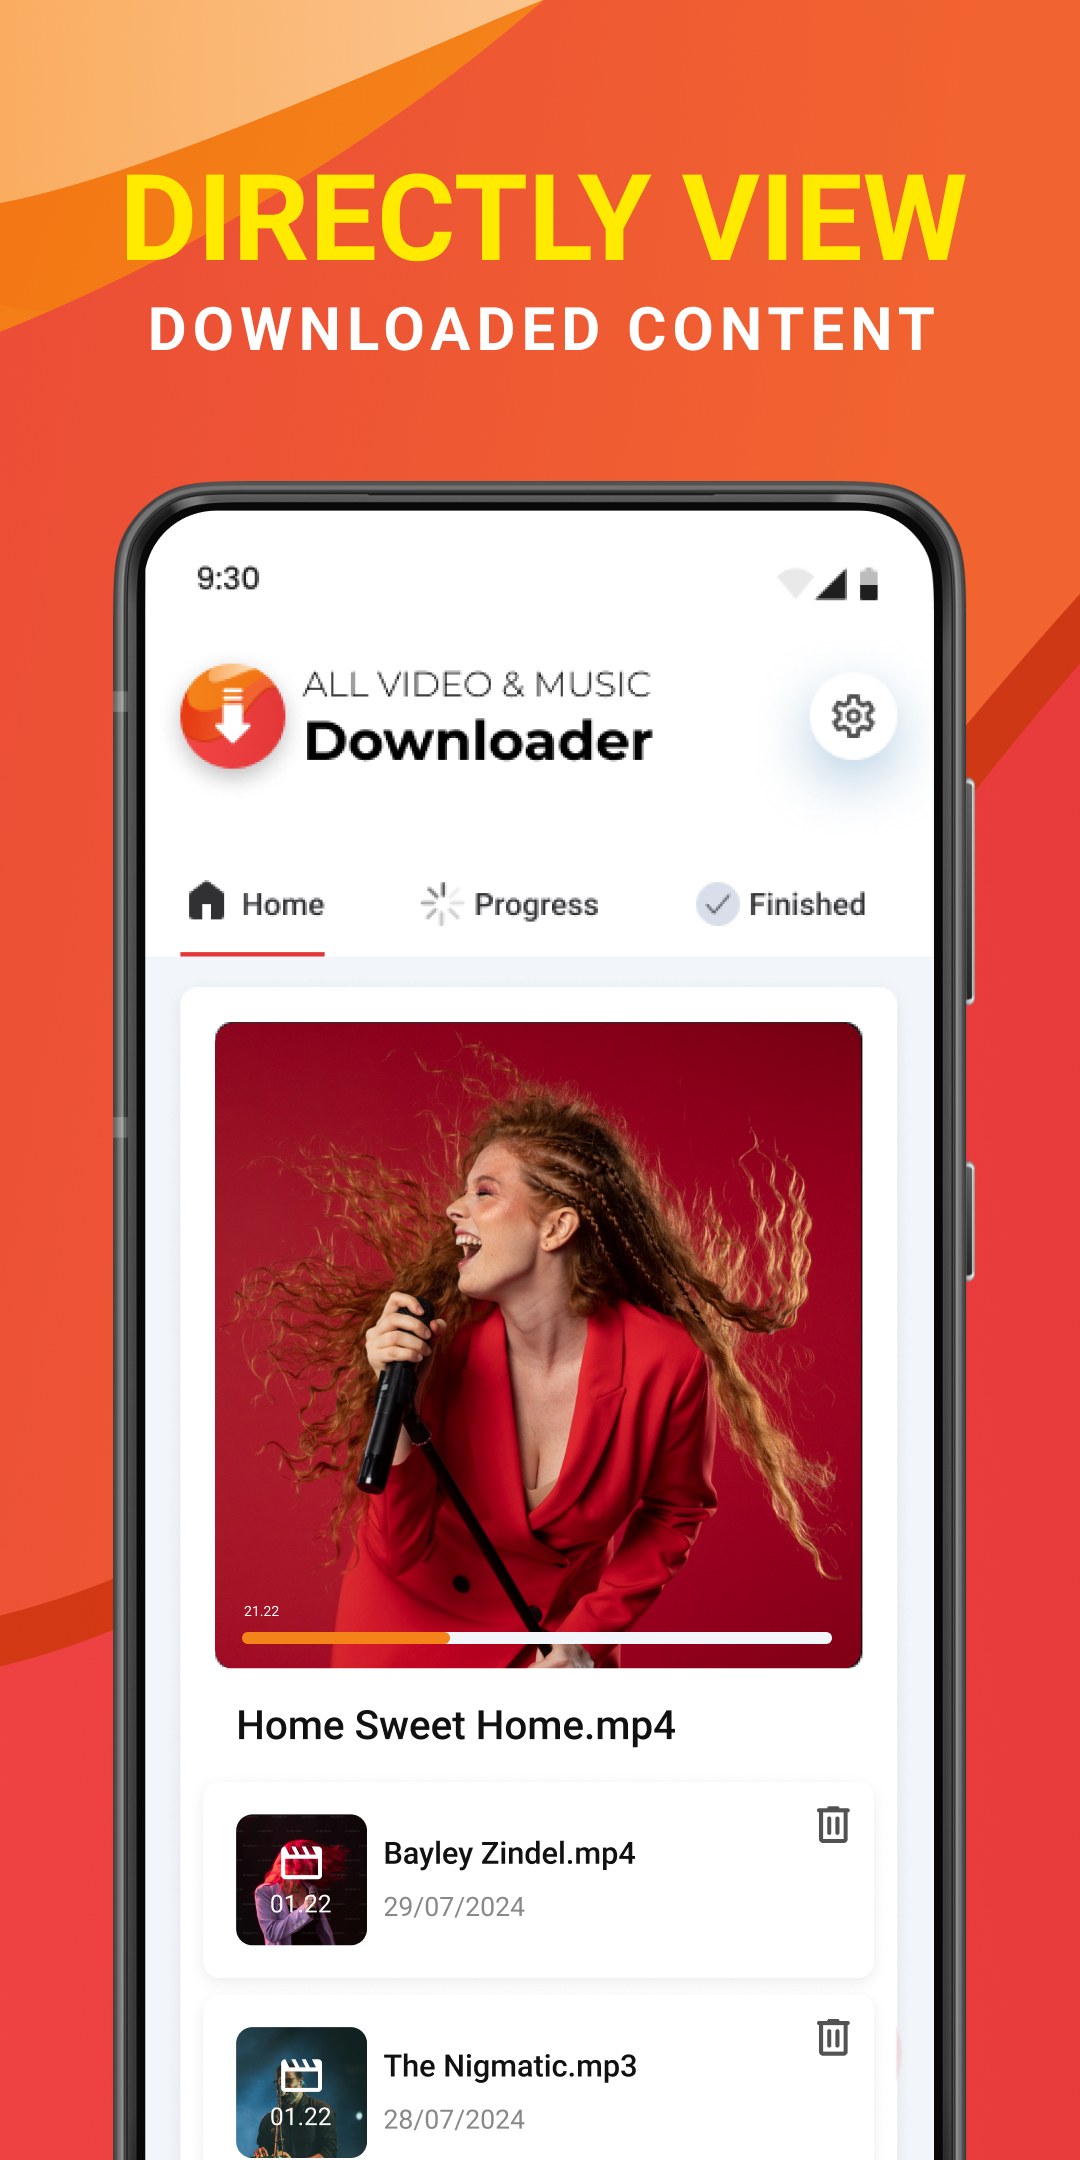 DIRECTLY VIEW
DOWNLOADED CONTENT
9:30
ALL VIDEO & MUSIC
Downloader
Home
Progress
Finished
21.22
Home Sweet Home.mp4
Bayley Zindel.mp4
01.22
29/07/2024
The Nigmatic.mp3
01.22
28/07/2024